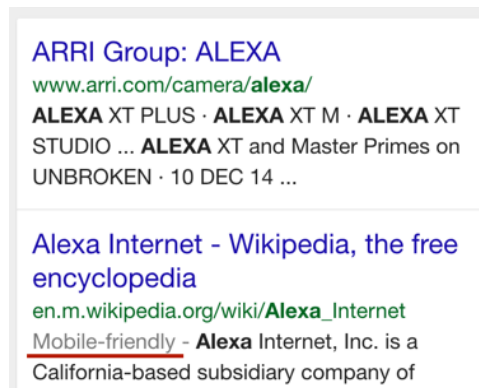 ARRI Group: ALEXA
www.arri.com/camera/alexa/
ALEXA XT PLUS · ALEXA XT M · ALEXA XT
STUDIO ... ALEXA XT and Master Primes on
UNBROKEN · 10 DEC 14 ...
Alexa Internet - Wikipedia, the free
encyclopedia
en.m.wikipedia.org/wiki/Alexa_Internet
Mobile-friendly - Alexa Internet, Inc. is a
California-based subsidiary company of